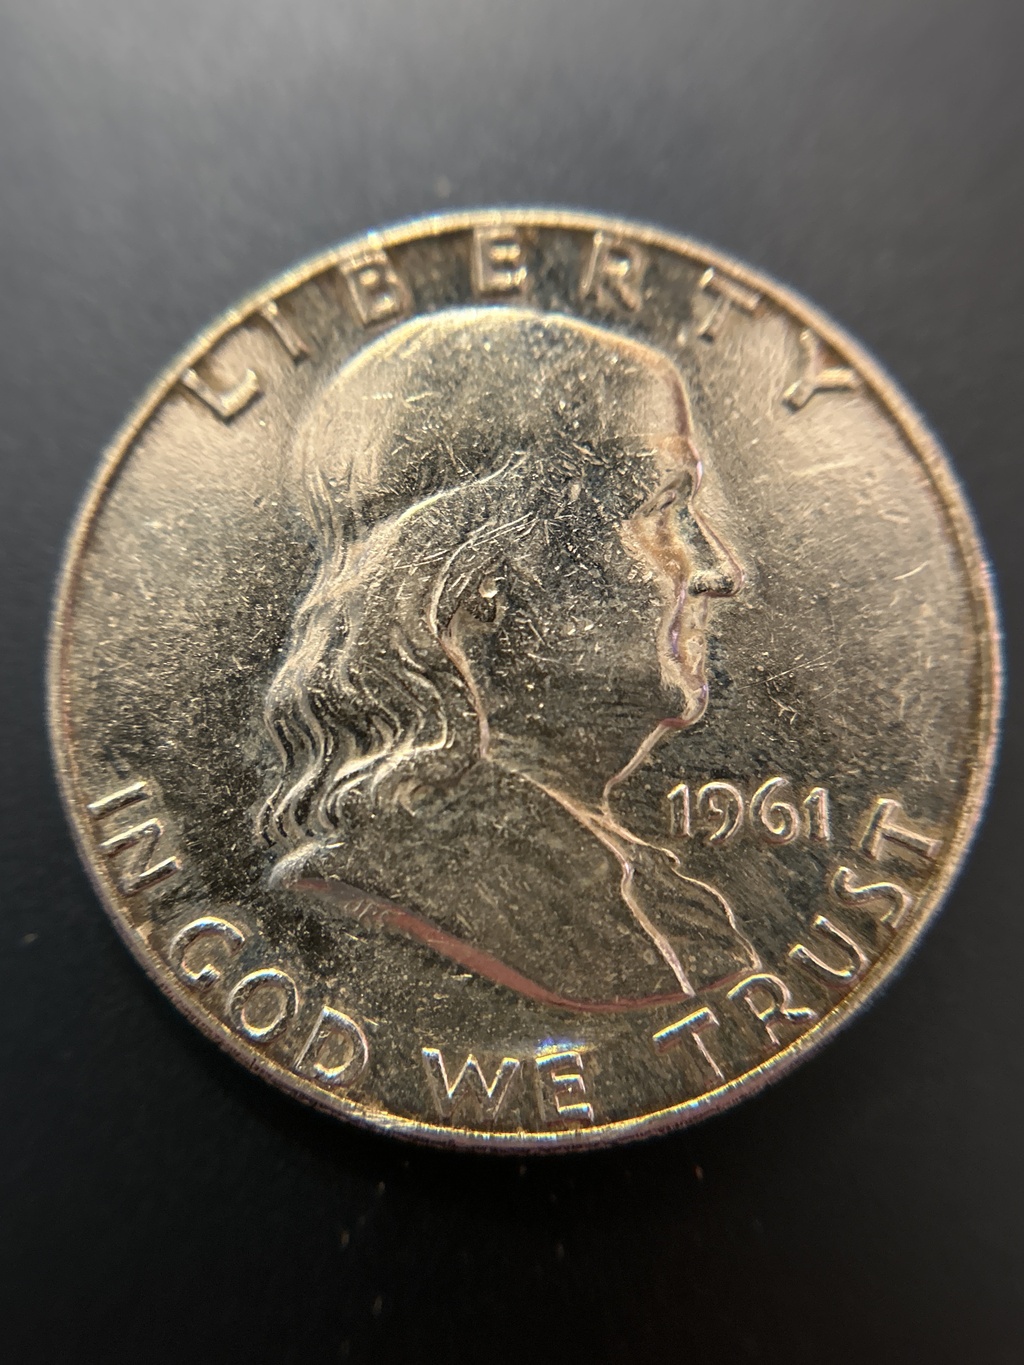 LIBERTY
1961
IN GOD WE TRUST